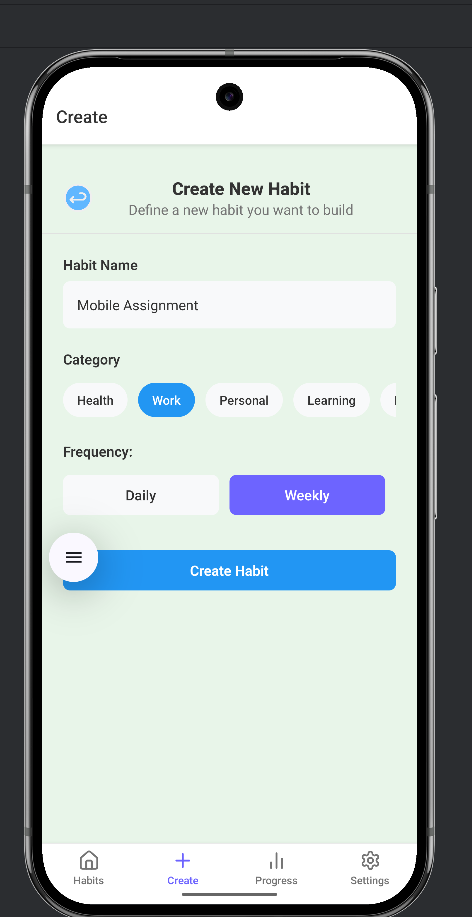 Create
Create New Habit
Define a new habit you want to build
Habit Name
Mobile Assignment
Category
Health Work Personal Learning
Frequency:
Daily Weekly
Create Habit
Habits Create Progress Settings